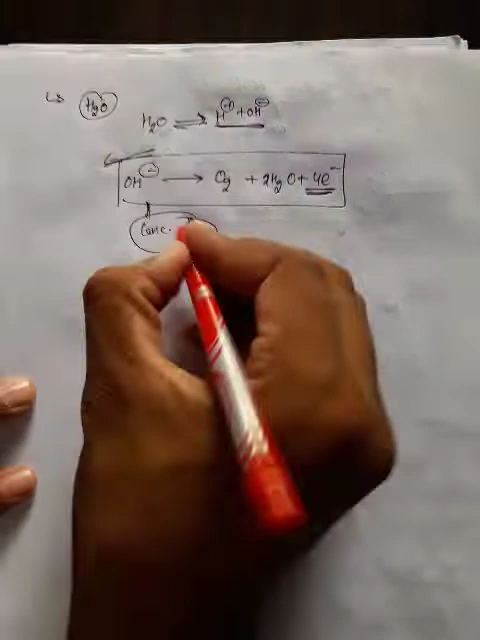 ↳ H₂O
H₂O ⇌ H⊕ + OH⊖
OH⊖ ⟶ O₂ + 2H₂O + 4e⁻
Conc.